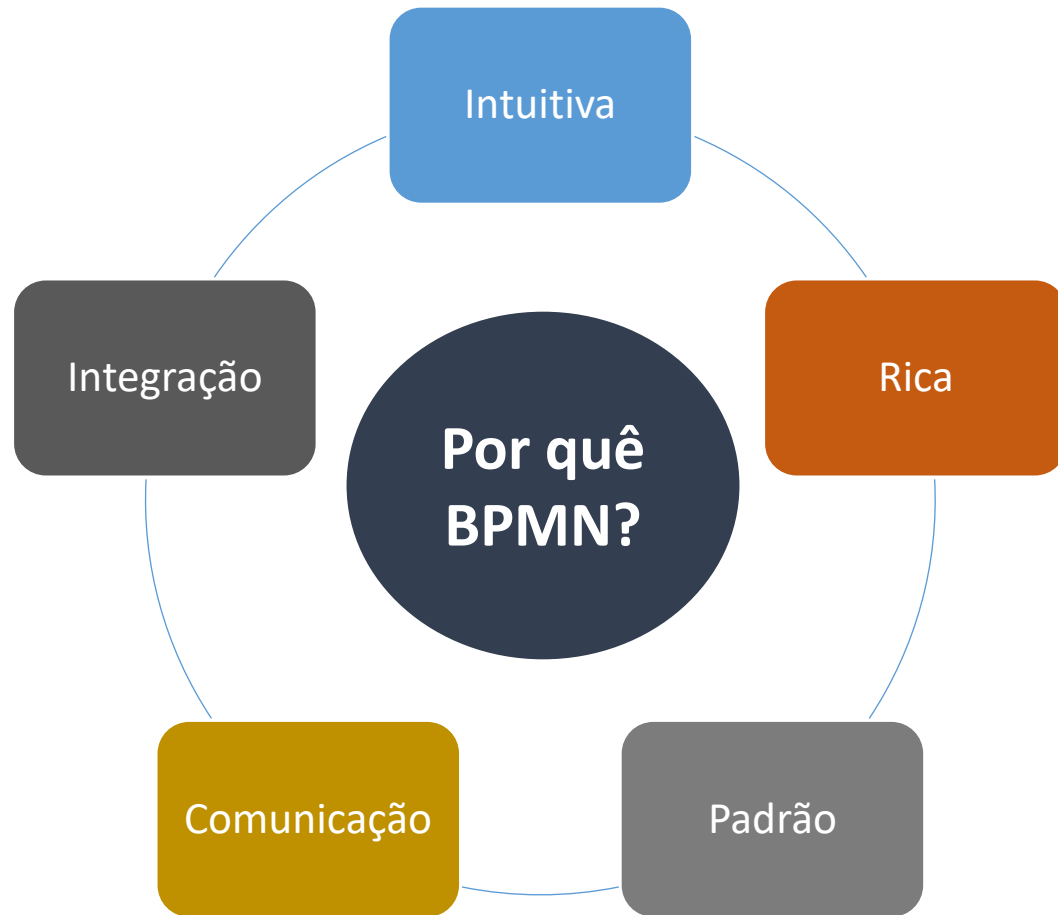 Intuitiva
Integração
Rica
Por quê
BPMN?
Comunicação
Padrão